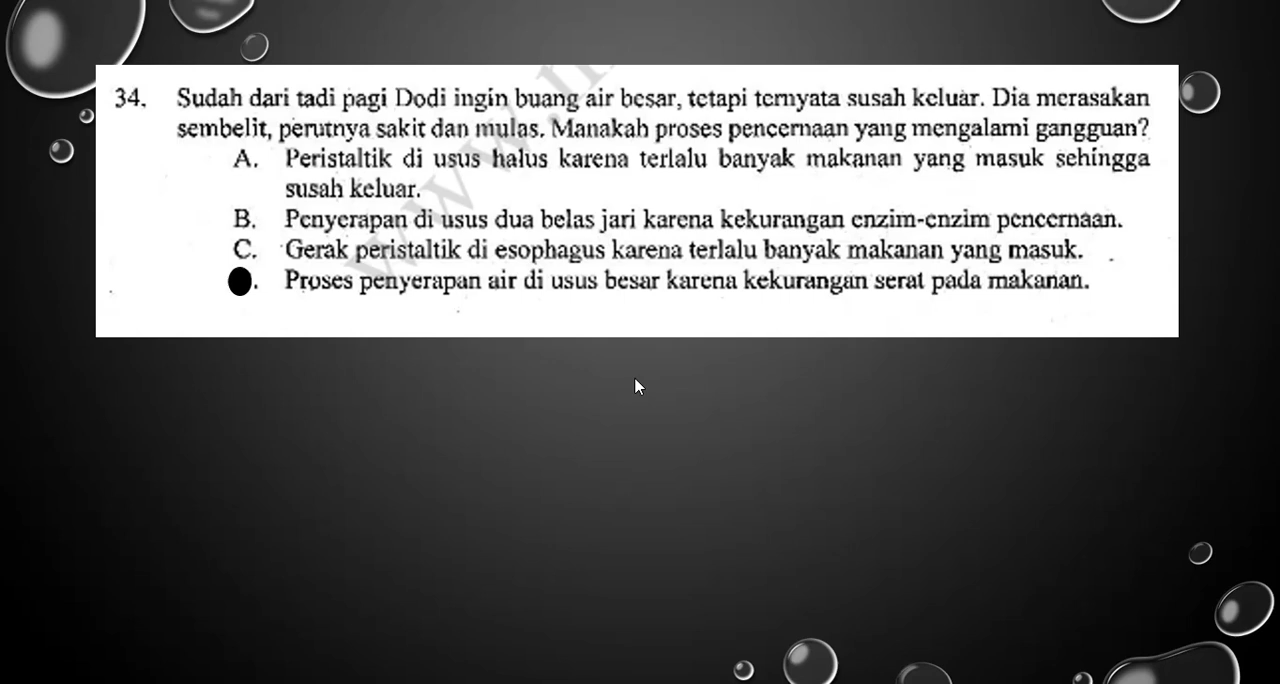 34. Sudah dari tadi pagi Dodi ingin buang air besar, tetapi ternyata susah keluar. Dia merasakan
sembelit, perutnya sakit dan mulas. Manakah proses pencernaan yang mengalami gangguan?
A. Peristaltik di usus halus karena terlalu banyak makanan yang masuk sehingga
susah keluar.
B. Penyerapan di usus dua belas jari karena kekurangan enzim-enzim pencernaan.
C. Gerak peristaltik di esophagus karena terlalu banyak makanan yang masuk.
. Proses penyerapan air di usus besar karena kekurangan serat pada makanan.